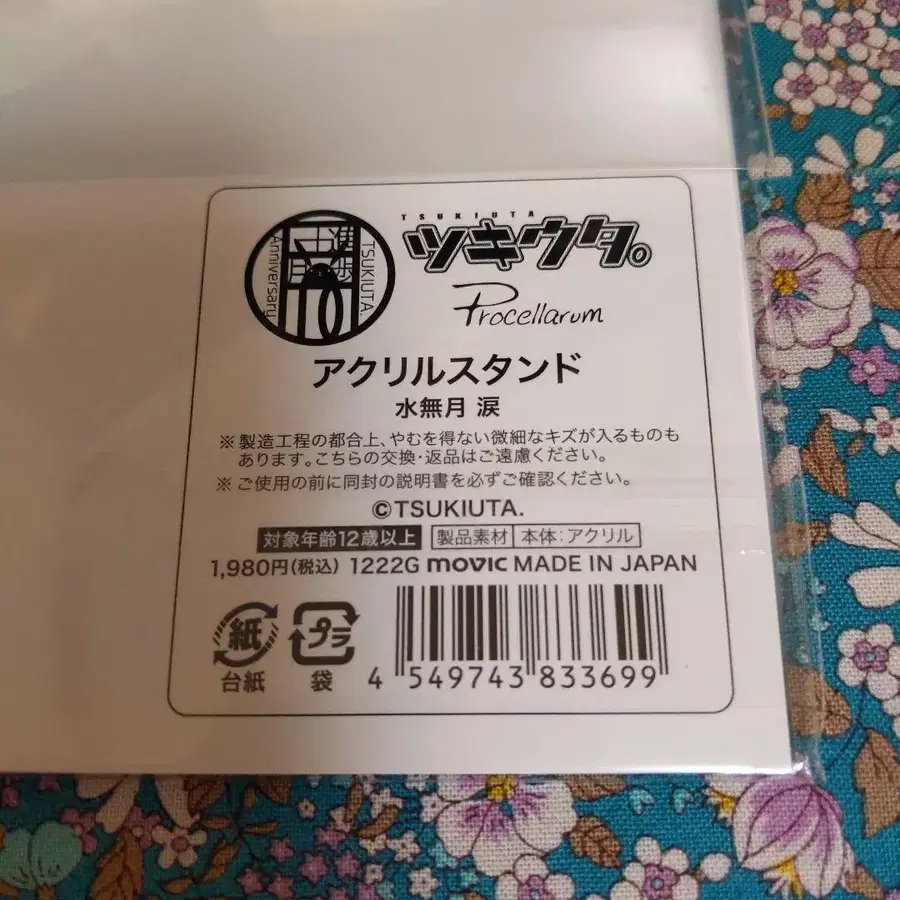 TSUKIUTA.
Anniversary
TSUKIUTA
ツキウタ。
Procellarum
アクリルスタンド
水無月 涙
※製造工程の都合上、やむを得ない微細なキズが入るものも
あります。こちらの交換・返品はご遠慮ください。
※ご使用の前に同封の説明書を必ずご確認ください。
©TSUKIUTA.
対象年齢12歳以上 製品素材 本体:アクリル
1,980円(税込) 1222G movic MADE IN JAPAN
紙 プラ
台紙 袋
4 549743 833699